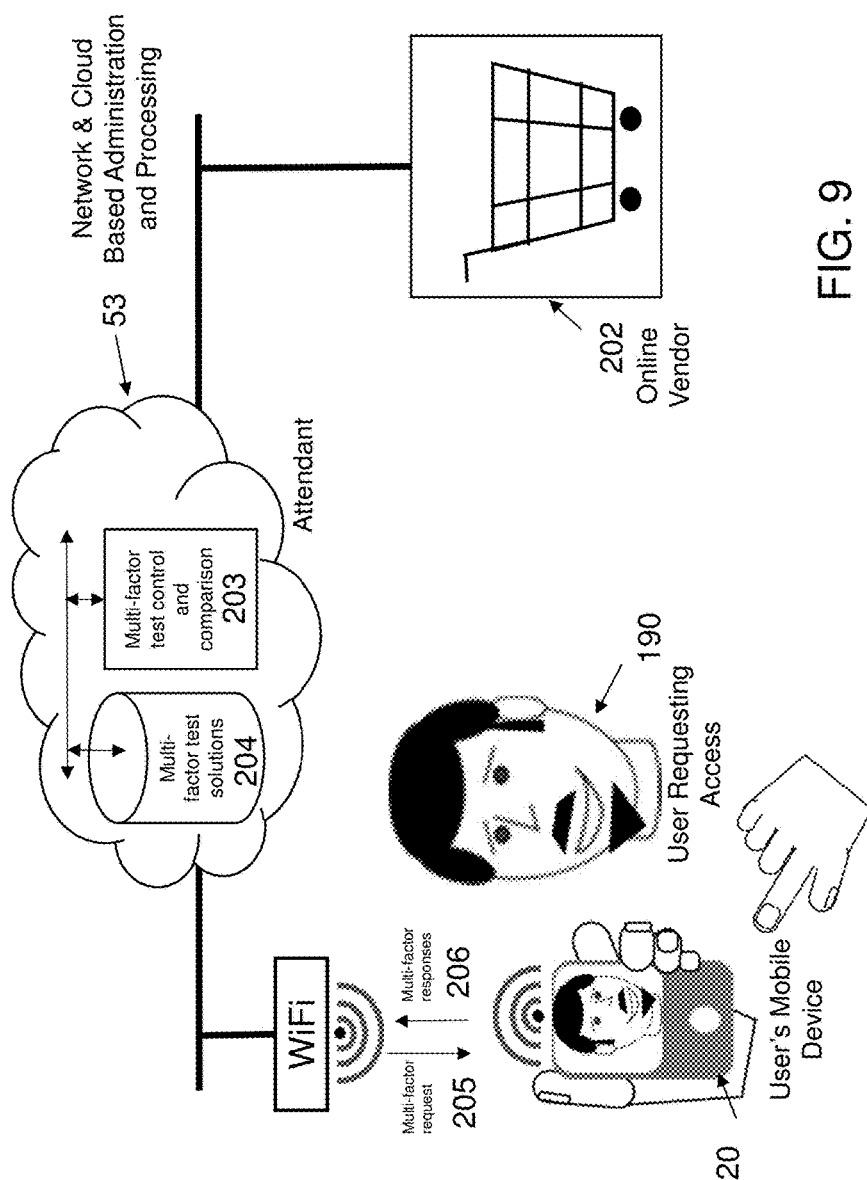 Network & Cloud
Based Administration
and Processing
53
Attendant
Multi-factor
test control
and
comparison
203
Multi-
factor test
solutions
204
WiFi
Multi-factor
request
205
Multi-factor
responses
206
20
User's Mobile
Device
190
User Requesting
Access
202
Online
Vendor
FIG. 9